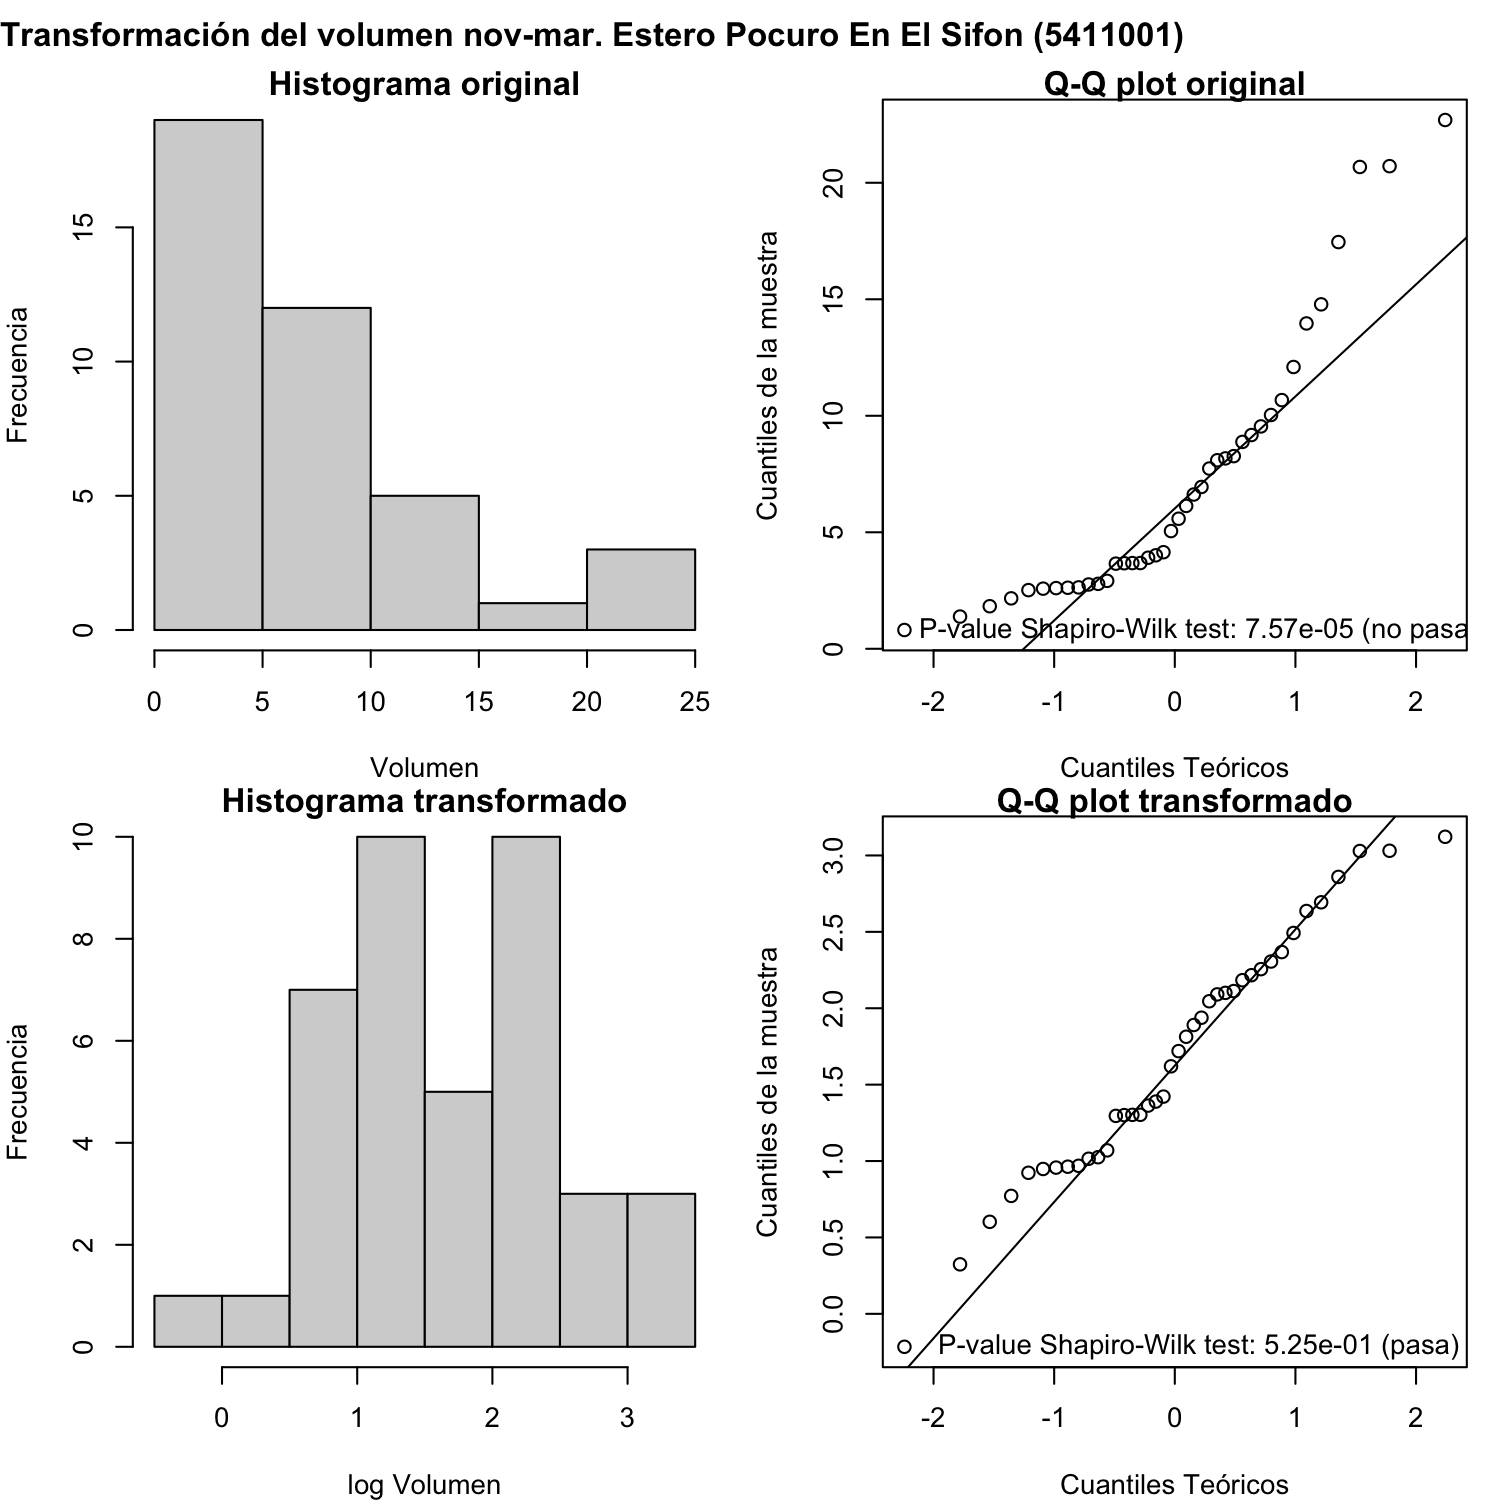 Transformación del volumen nov-mar. Estero Pocuro En El Sifon (5411001)
Histograma original
Frecuencia
15
10
5
0
0 5 10 15 20 25
Volumen
Q-Q plot original
Cuantiles de la muestra
20
15
10
5
0
P-value Shapiro-Wilk test: 7.57e-05 (no pasa
-2 -1 0 1 2
Cuantiles Teóricos
Histograma transformado
Frecuencia
10
8
6
4
2
0
0 1 2 3
log Volumen
Q-Q plot transformado
Cuantiles de la muestra
3.0
2.5
2.0
1.5
1.0
0.5
0.0
P-value Shapiro-Wilk test: 5.25e-01 (pasa)
-2 -1 0 1 2
Cuantiles Teóricos